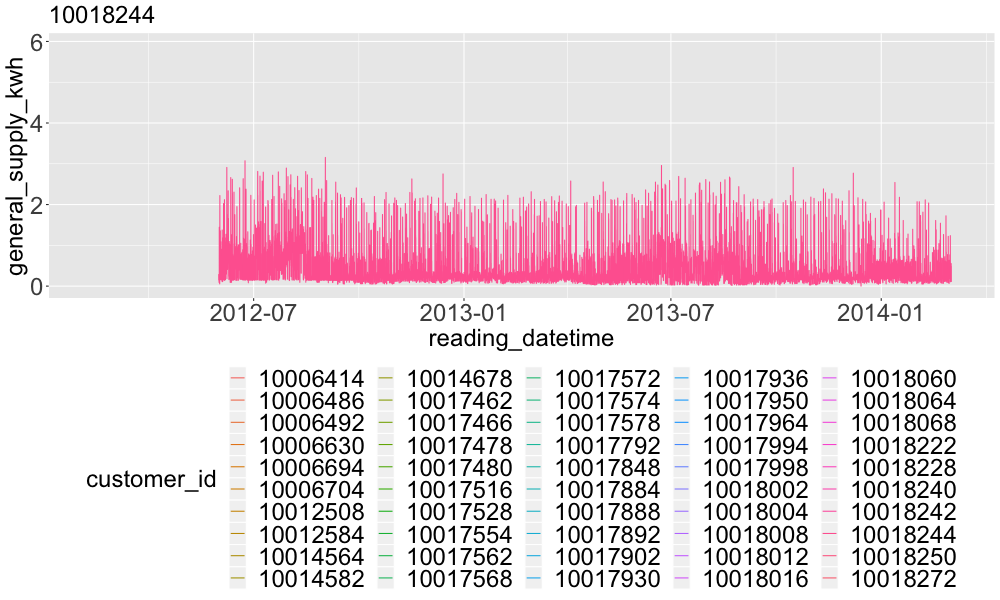 10018244
general_supply_kwh
6
4
2
0
2012-07 2013-01 2013-07 2014-01
reading_datetime
customer_id
10006414 10014678 10017572 10017936 10018060
10006486 10017462 10017574 10017950 10018064
10006492 10017466 10017578 10017964 10018068
10006630 10017478 10017792 10017994 10018222
10006694 10017480 10017848 10017998 10018228
10006704 10017516 10017884 10018002 10018240
10012508 10017528 10017888 10018004 10018242
10012584 10017554 10017892 10018008 10018244
10014564 10017562 10017902 10018012 10018250
10014582 10017568 10017930 10018016 10018272